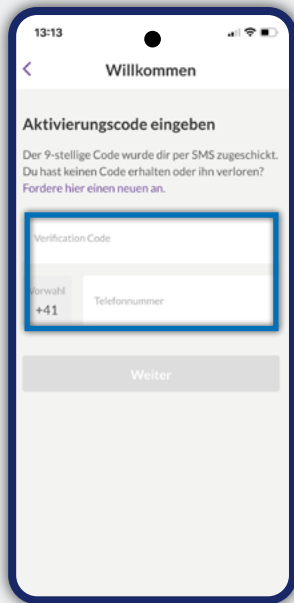 13:13
Willkommen
Aktivierungscode eingeben
Der 9-stellige Code wurde dir per SMS zugeschickt.
Du hast keinen Code erhalten oder ihn verloren?
Fordere hier einen neuen an.
Verification Code
Vorwahl
+41
Telefonnummer
Weiter